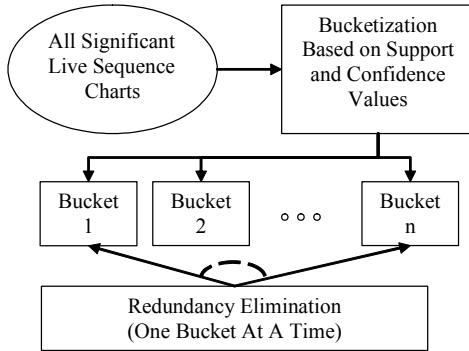 All Significant
Live Sequence
Charts
Bucketization
Based on Support
and Confidence
Values
Bucket
1
Bucket
2
Bucket
n
Redundancy Elimination
(One Bucket At A Time)